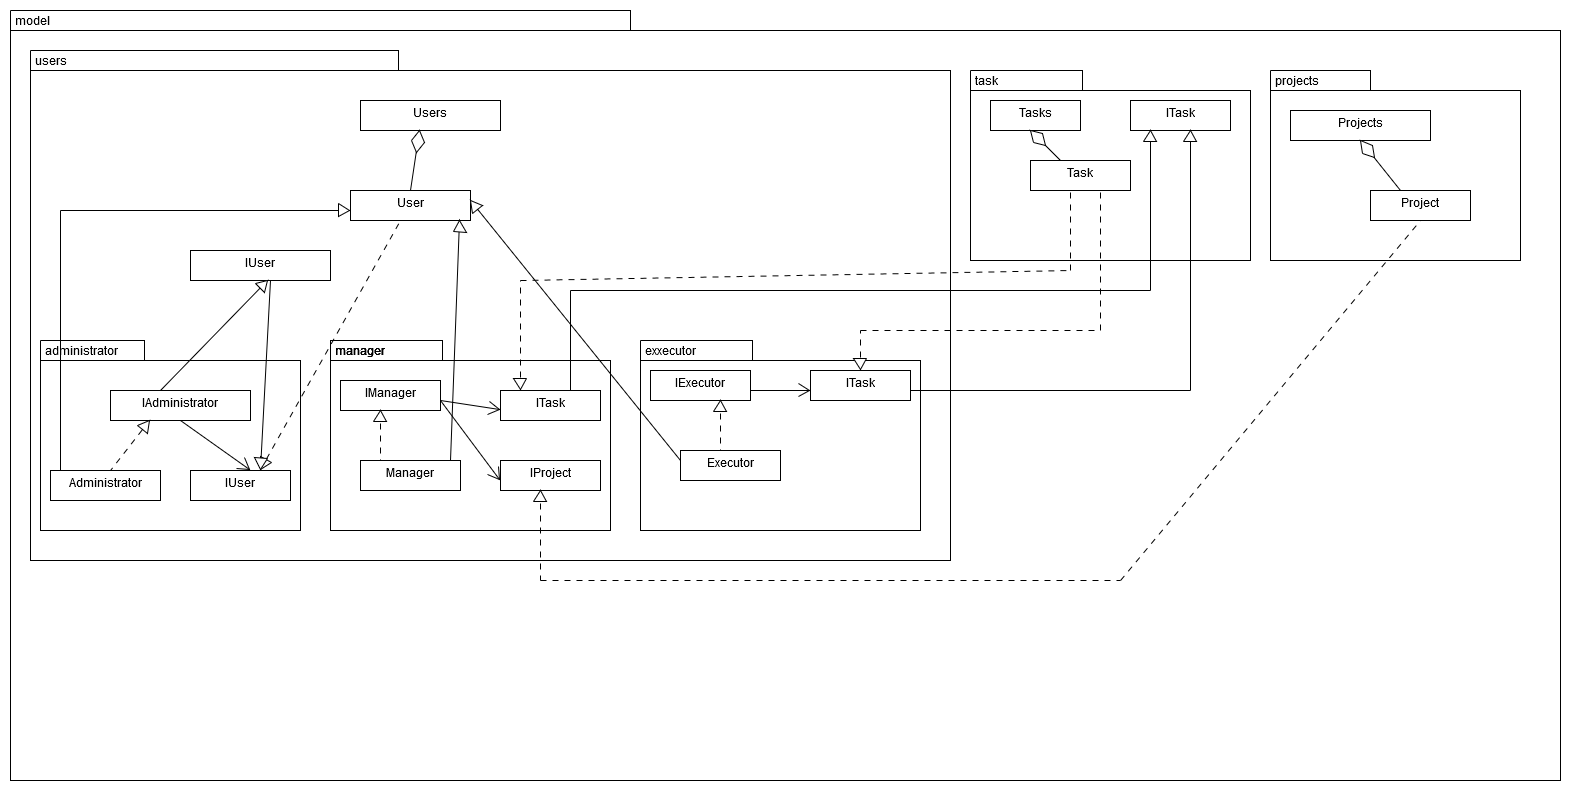 model
users
task
projects
Users
Tasks
ITask
Projects
Task
User
Project
IUser
administrator
manager
exxecutor
IAdministrator
IManager
ITask
IExecutor
ITask
Administrator
IUser
Manager
IProject
Executor